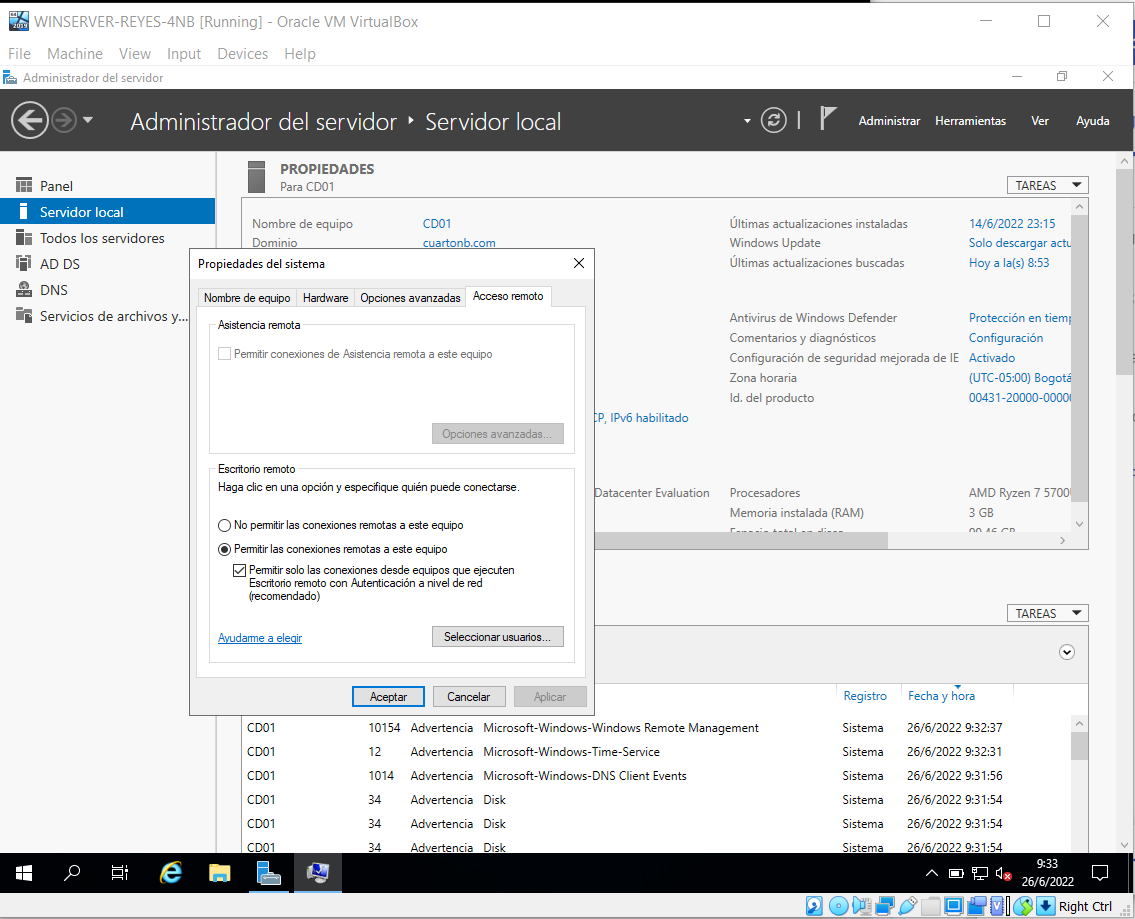 WINSERVER-REYES-4NB [Running] - Oracle VM VirtualBox
File Machine View Input Devices Help
Administrador del servidor
Administrador del servidor Servidor local
Administrar Herramientas Ver Ayuda
Panel
Servidor local
Todos los servidores
AD DS
DNS
Servicios de archivos y...
PROPIEDADES
Para CD01
TAREAS
Nombre de equipo CD01
Dominio cuartonb.com
Últimas actualizaciones instaladas 14/6/2022 23:15
Windows Update Solo descargar actu
Últimas actualizaciones buscadas Hoy a la(s) 8:53
Antivirus de Windows Defender Protección en tiemp
Comentarios y diagnósticos Configuración
Configuración de seguridad mejorada de IE Activado
Zona horaria (UTC-05:00) Bogotá
Id. del producto 00431-20000-0000
CP, IPv6 habilitado
Datacenter Evaluation Procesadores AMD Ryzen 7 5700
Memoria instalada (RAM) 3 GB
Espacio total en disco 99,46 GB
Propiedades del sistema
Nombre de equipo Hardware Opciones avanzadas Acceso remoto
Asistencia remota
Permitir conexiones de Asistencia remota a este equipo
Opciones avanzadas...
Escritorio remoto
Haga clic en una opción y especifique quién puede conectarse.
No permitir las conexiones remotas a este equipo
Permitir las conexiones remotas a este equipo
Permitir solo las conexiones desde equipos que ejecuten
Escritorio remoto con Autenticación a nivel de red
(recomendado)
Ayudarme a elegir
Seleccionar usuarios...
Aceptar Cancelar Aplicar
TAREAS
Registro Fecha y hora
CD01 10154 Advertencia Microsoft-Windows-Windows Remote Management Sistema 26/6/2022 9:32:37
CD01 12 Advertencia Microsoft-Windows-Time-Service Sistema 26/6/2022 9:32:31
CD01 1014 Advertencia Microsoft-Windows-DNS Client Events Sistema 26/6/2022 9:31:56
CD01 34 Advertencia Disk Sistema 26/6/2022 9:31:54
CD01 34 Advertencia Disk Sistema 26/6/2022 9:31:54
CD01 34 Advertencia Disk Sistema 26/6/2022 9:31:54
9:33
26/6/2022
Right Ctrl